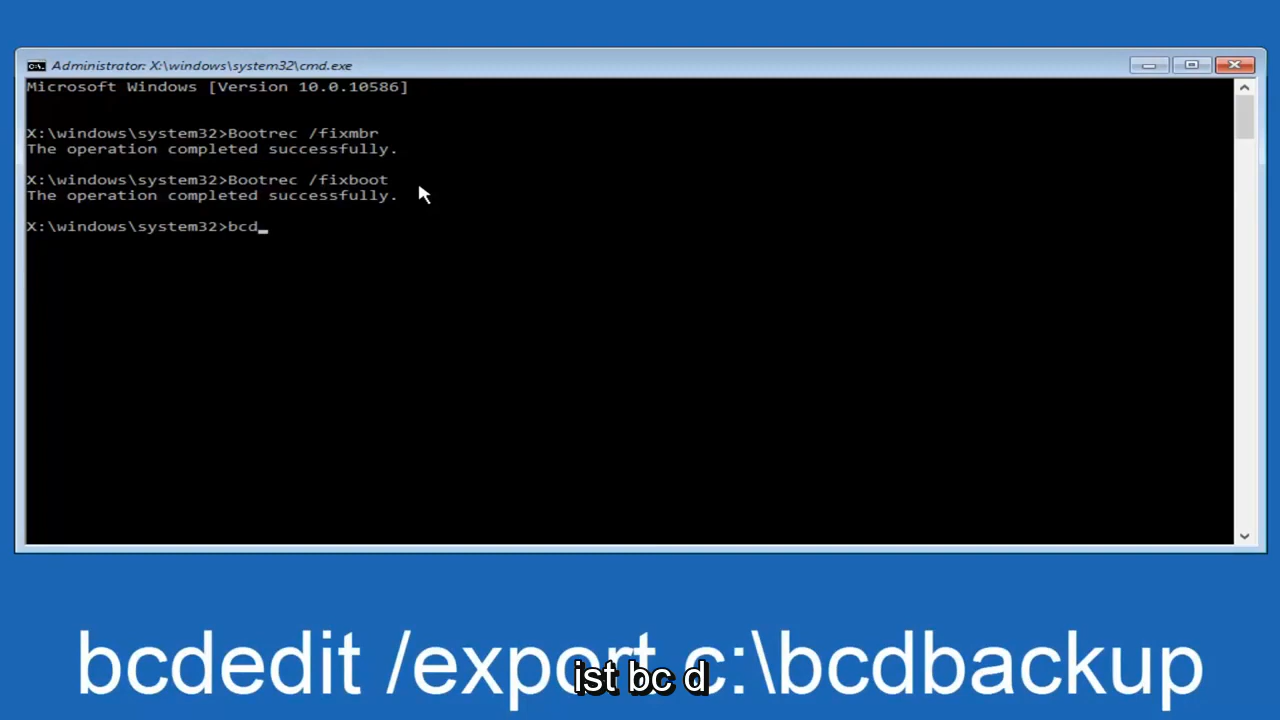 Administrator: X:\windows\system32\cmd.exe
Microsoft Windows [Version 10.0.10586]
X:\windows\system32>Bootrec /fixmbr
The operation completed successfully.
X:\windows\system32>Bootrec /fixboot
The operation completed successfully.
X:\windows\system32>bcd_
bcdedit /export c:\bcdbackup
ist bc d